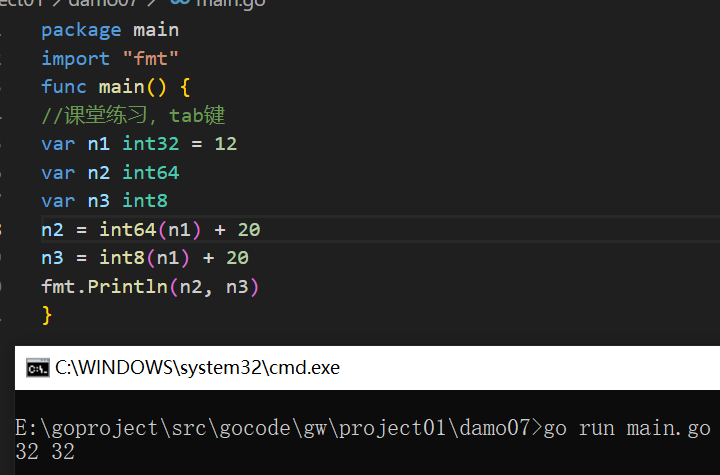 ject01 > damo07 > main.go
package main
import "fmt"
func main() {
//课堂练习，tab键
var n1 int32 = 12
var n2 int64
var n3 int8
n2 = int64(n1) + 20
n3 = int8(n1) + 20
fmt.Println(n2, n3)
}
C:\WINDOWS\system32\cmd.exe
E:\goproject\src\gocode\gw\project01\damo07>go run main.go
32 32